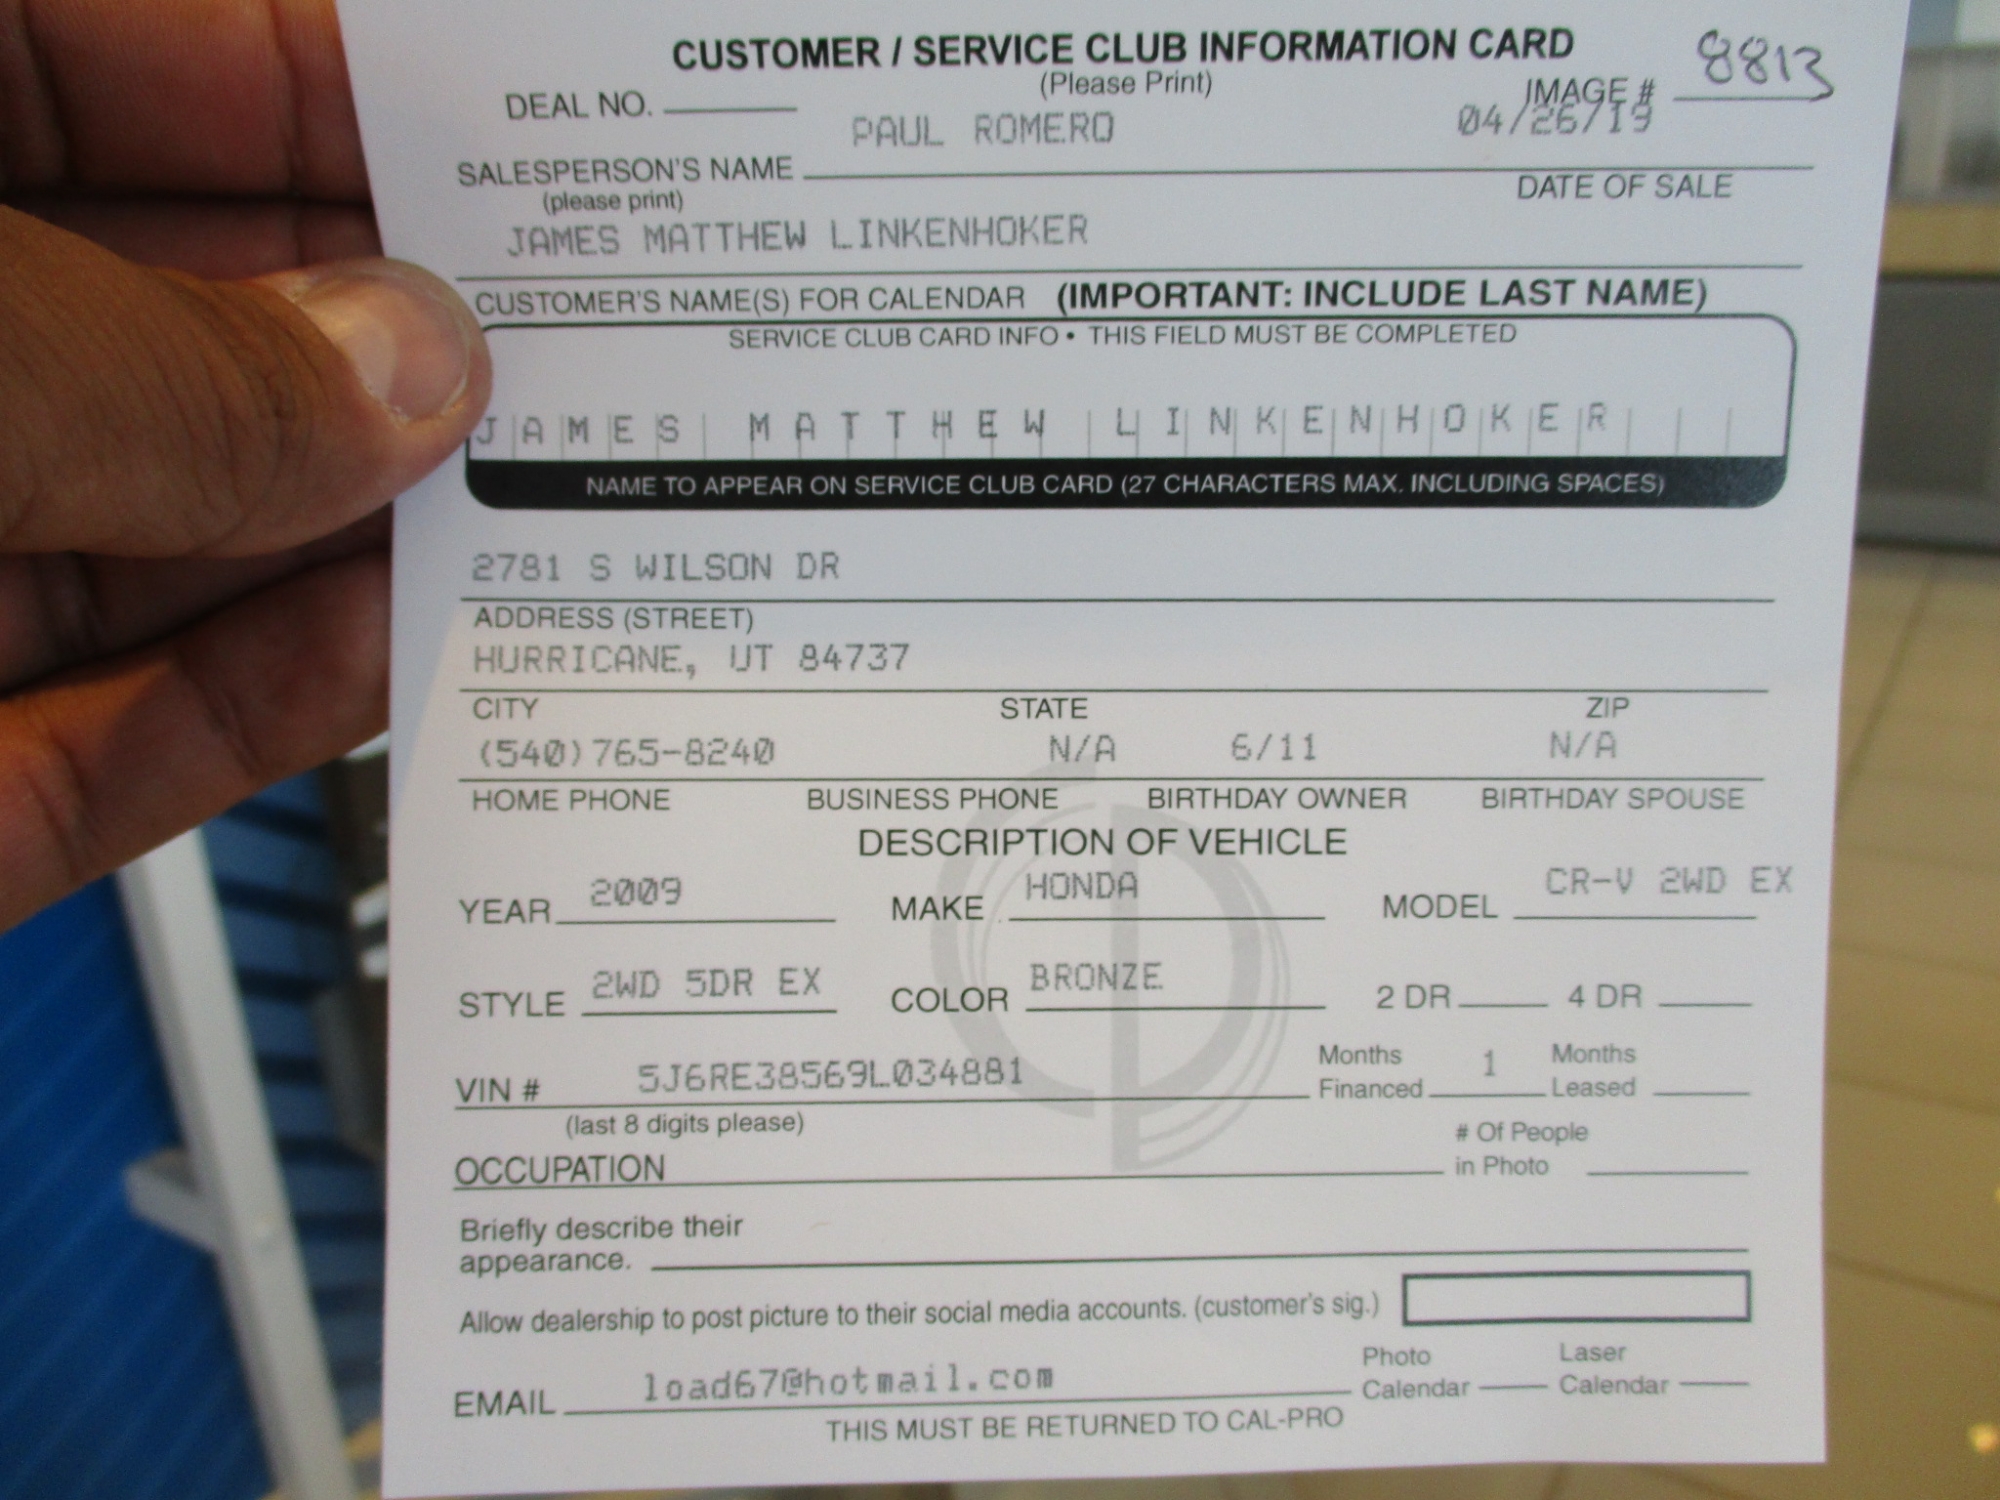 CUSTOMER / SERVICE CLUB INFORMATION CARD
(Please Print)
DEAL NO. IMAGE # 8813
PAUL ROMERO 04/26/19
SALESPERSON'S NAME DATE OF SALE
(please print)
JAMES MATTHEW LINKENHOKER
CUSTOMER'S NAME(S) FOR CALENDAR (IMPORTANT: INCLUDE LAST NAME)
SERVICE CLUB CARD INFO • THIS FIELD MUST BE COMPLETED
JAMES MATTHEW LINKENHOKER
NAME TO APPEAR ON SERVICE CLUB CARD (27 CHARACTERS MAX. INCLUDING SPACES)
2781 S WILSON DR
ADDRESS (STREET)
HURRICANE, UT 84737
CITY STATE ZIP
(540)765-8240 N/A 6/11 N/A
HOME PHONE BUSINESS PHONE BIRTHDAY OWNER BIRTHDAY SPOUSE
DESCRIPTION OF VEHICLE
YEAR 2009 MAKE HONDA MODEL CR-V 2WD EX
STYLE 2WD 5DR EX COLOR BRONZE 2 DR 4 DR
VIN # 5J6RE38569L034881 Months Financed 1 Months Leased
(last 8 digits please)
OCCUPATION # Of People in Photo
Briefly describe their
appearance.
Allow dealership to post picture to their social media accounts. (customer's sig.)
EMAIL load67@hotmail.com Photo Calendar Laser Calendar
THIS MUST BE RETURNED TO CAL-PRO